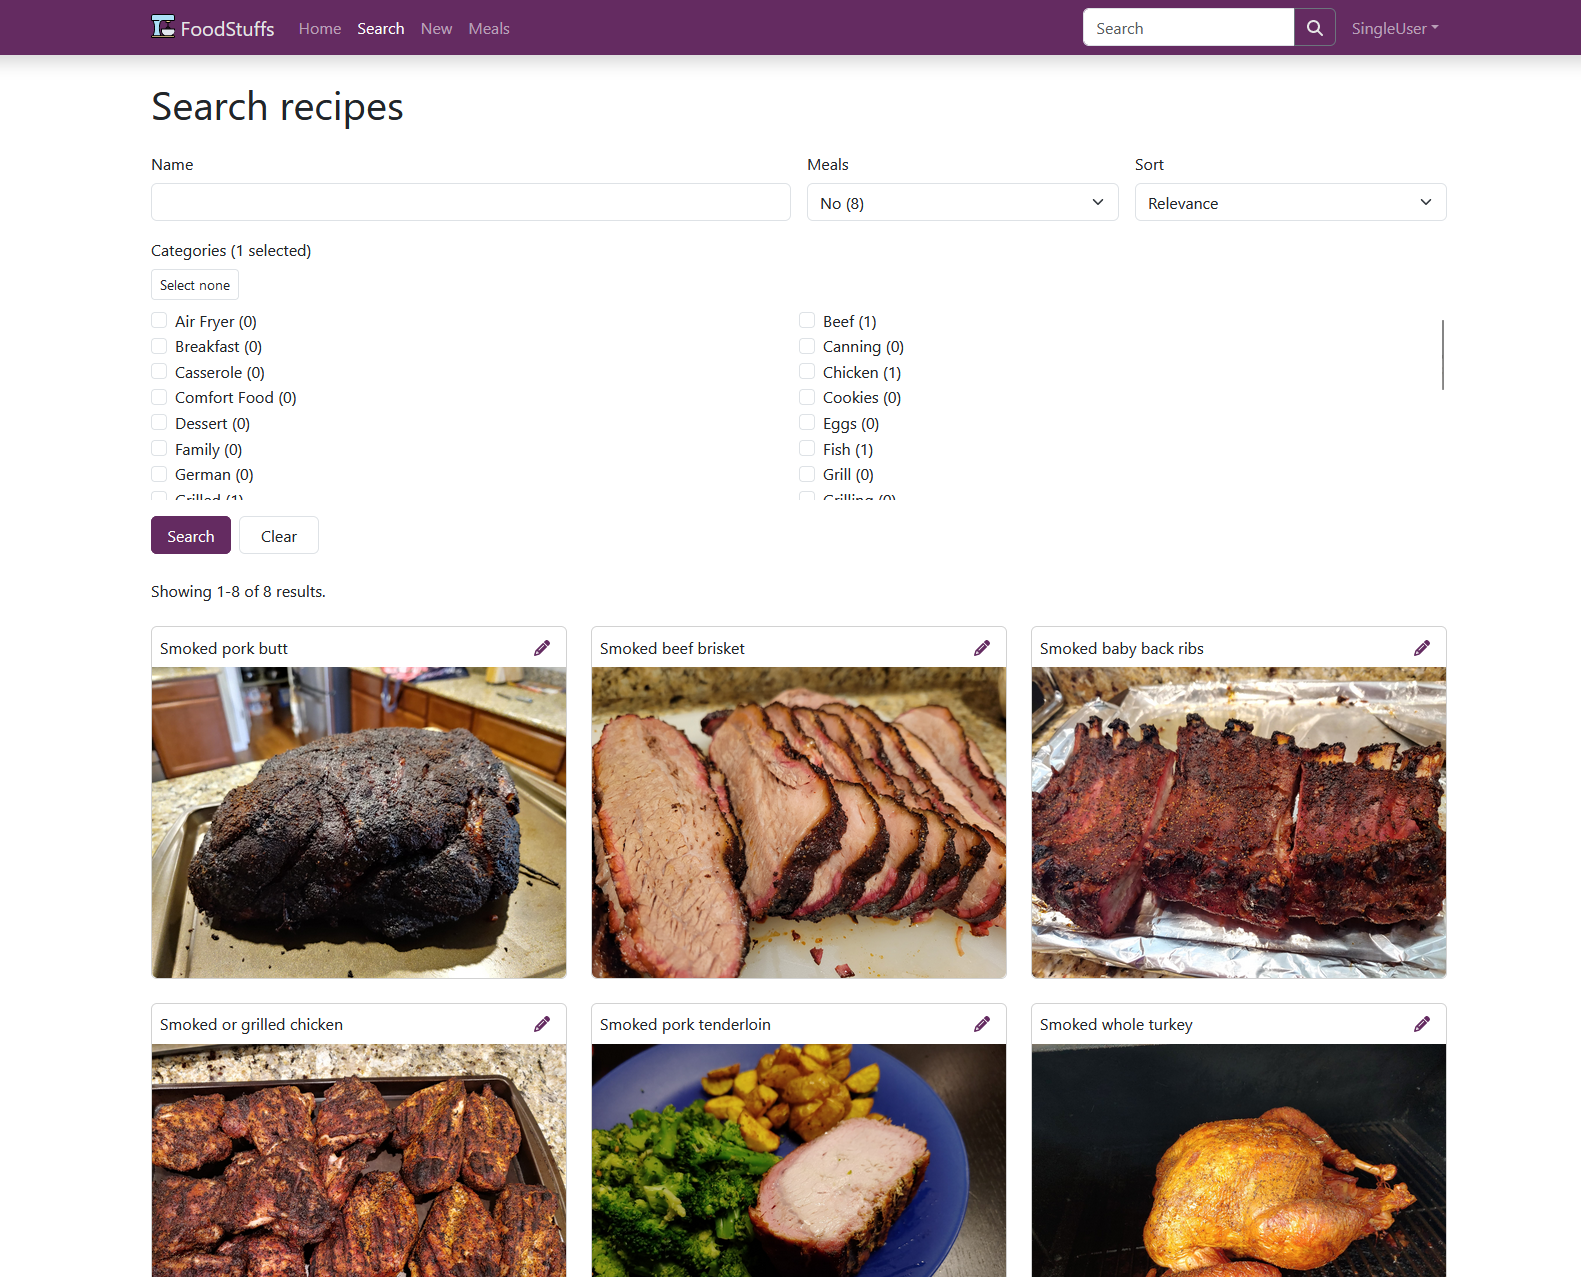 FoodStuffs Home Search New Meals Search SingleUser
Search recipes
Name Meals Sort
No (8) Relevance
Categories (1 selected)
Select none
Air Fryer (0) Beef (1)
Breakfast (0) Canning (0)
Casserole (0) Chicken (1)
Comfort Food (0) Cookies (0)
Dessert (0) Eggs (0)
Family (0) Fish (1)
German (0) Grill (0)
Grilled (1) Grilling (0)
Search Clear
Showing 1-8 of 8 results.
Smoked pork butt Smoked beef brisket Smoked baby back ribs
Smoked or grilled chicken Smoked pork tenderloin Smoked whole turkey